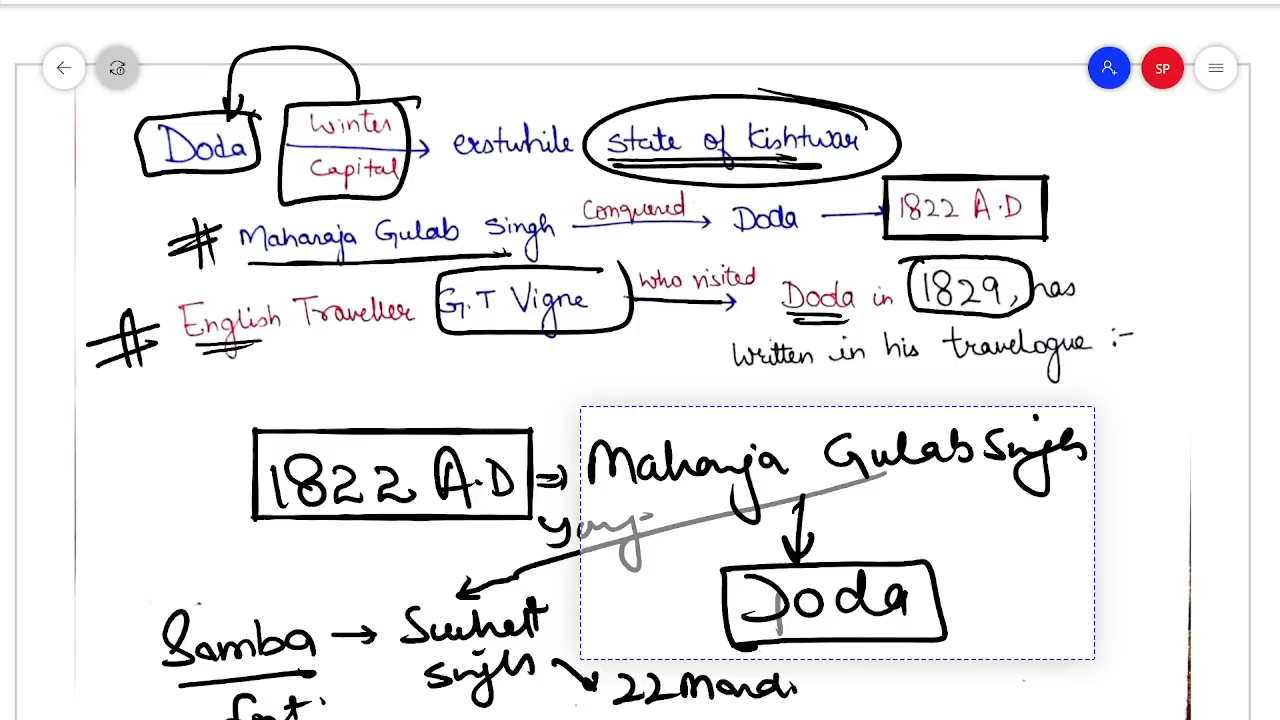 SP
Doda Winter Capital → erstwhile state of Kishtwar
# Maharaja Gulab Singh Conquered → Doda → 1822 A.D
# English Traveller G.T Vigne who visited → Doda in 1829, has
written in his travelogue :-
1822 A.D ⇒ Maharaja Gulab Singh
Doda
Samba → Suchet
Singh → 22 Mandi
fort